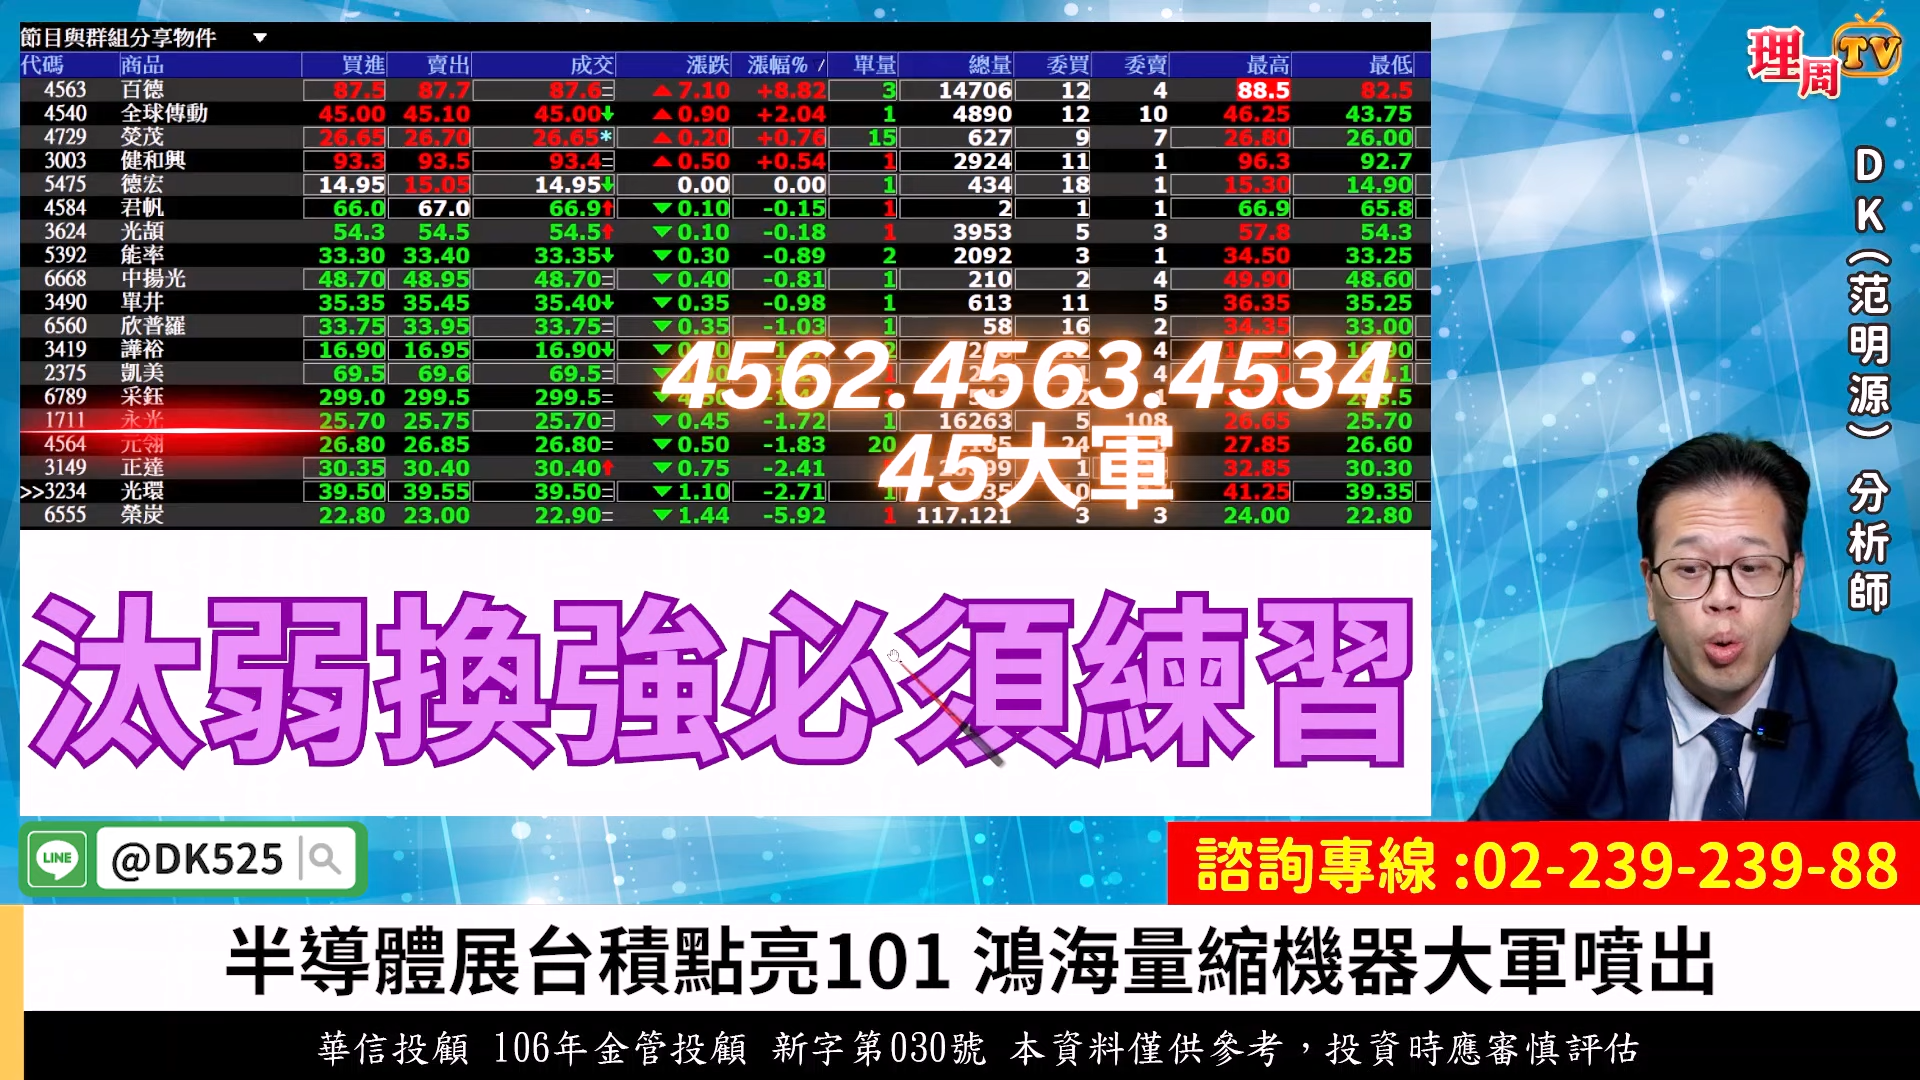 節目與群組分享物件 ▼
代碼 商品 買進 賣出 成交 漲跌 漲幅% / 單量 總量 委買 委賣 最高 最低
4563 百德 87.5 87.7 87.6= ▲ 7.10 +8.82 3 14706 12 4 88.5 82.5
4540 全球傳動 45.00 45.10 45.00↓ ▲ 0.90 +2.04 1 4890 12 10 46.25 43.75
4729 熒茂 26.65 26.70 26.65* ▲ 0.20 +0.76 15 627 9 7 26.80 26.00
3003 健和興 93.3 93.5 93.4= ▲ 0.50 +0.54 1 2924 11 1 96.3 92.7
5475 德宏 14.95 15.05 14.95↓ 0.00 0.00 1 434 18 1 15.30 14.90
4584 君帆 66.0 67.0 66.9↑ ▼ 0.10 -0.15 1 2 1 1 66.9 65.8
3624 光頡 54.3 54.5 54.5↑ ▼ 0.10 -0.18 1 3953 5 3 57.8 54.3
5392 能率 33.30 33.40 33.35↓ ▼ 0.30 -0.89 2 2092 3 1 34.50 33.25
6668 中揚光 48.70 48.95 48.70= ▼ 0.40 -0.81 1 210 2 4 49.90 48.60
3490 單井 35.35 35.45 35.40↓ ▼ 0.35 -0.98 1 613 11 5 36.35 35.25
6560 欣普羅 33.75 33.95 33.75= ▼ 0.35 -1.03 1 58 16 2 34.35 33.00
3419 譁裕 16.90 16.95 16.90↓ ▼ 4
2375 凱美 69.5 69.6 69.5= ▼ 4
6789 采鈺 299.0 299.5 299.5= ▼
1711 永光 25.70 25.75 25.70= ▼ 0.45 -1.72 1 16263 5 108 26.65 25.70
4564 元翎 26.80 26.85 26.80= ▼ 0.50 -1.83 20 27.85 26.60
3149 正達 30.35 30.40 30.40↑ ▼ 0.75 -2.41 32.85 30.30
>>3234 光環 39.50 39.55 39.50= ▼ 1.10 -2.71 1 41.25 39.35
6555 榮炭 22.80 23.00 22.90= ▼ 1.44 -5.92 1 117.121 3 3 24.00 22.80
4562.4563.4534
45大軍
汰弱換強必須練習
理周TV
DK(范明源)分析師
LINE @DK525
諮詢專線 :02-239-239-88
半導體展台積點亮101 鴻海量縮機器大軍噴出
華信投顧 106年金管投顧 新字第030號 本資料僅供參考，投資時應審慎評估